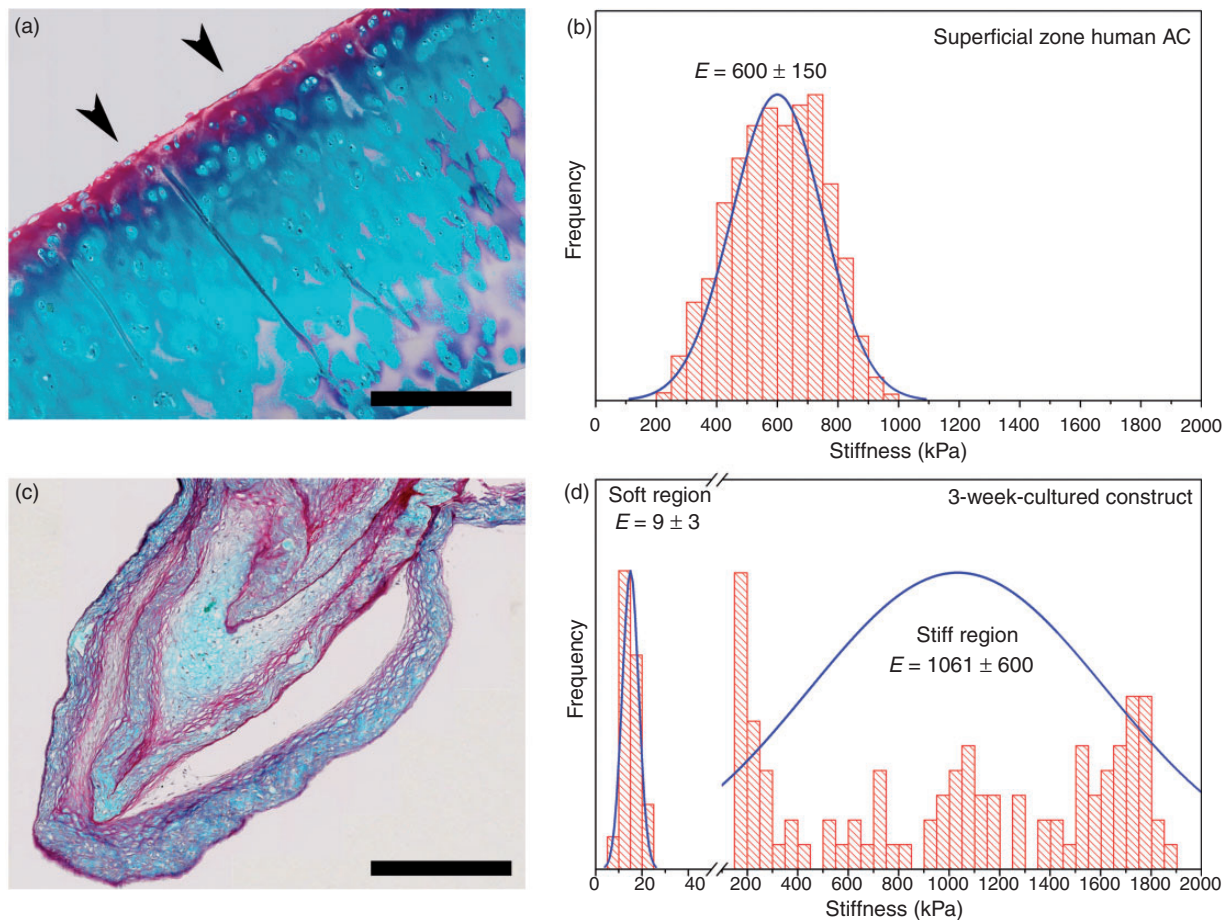 (a)
(b)
Superficial zone human AC
E = 600 ± 150
Frequency
0 200 400 600 800 1000 1200 1400 1600 1800 2000
Stiffness (kPa)
(c)
(d)
Soft region
E = 9 ± 3
3-week-cultured construct
Stiff region
E = 1061 ± 600
Frequency
0 20 40 200 400 600 800 1000 1200 1400 1600 1800 2000
Stiffness (kPa)